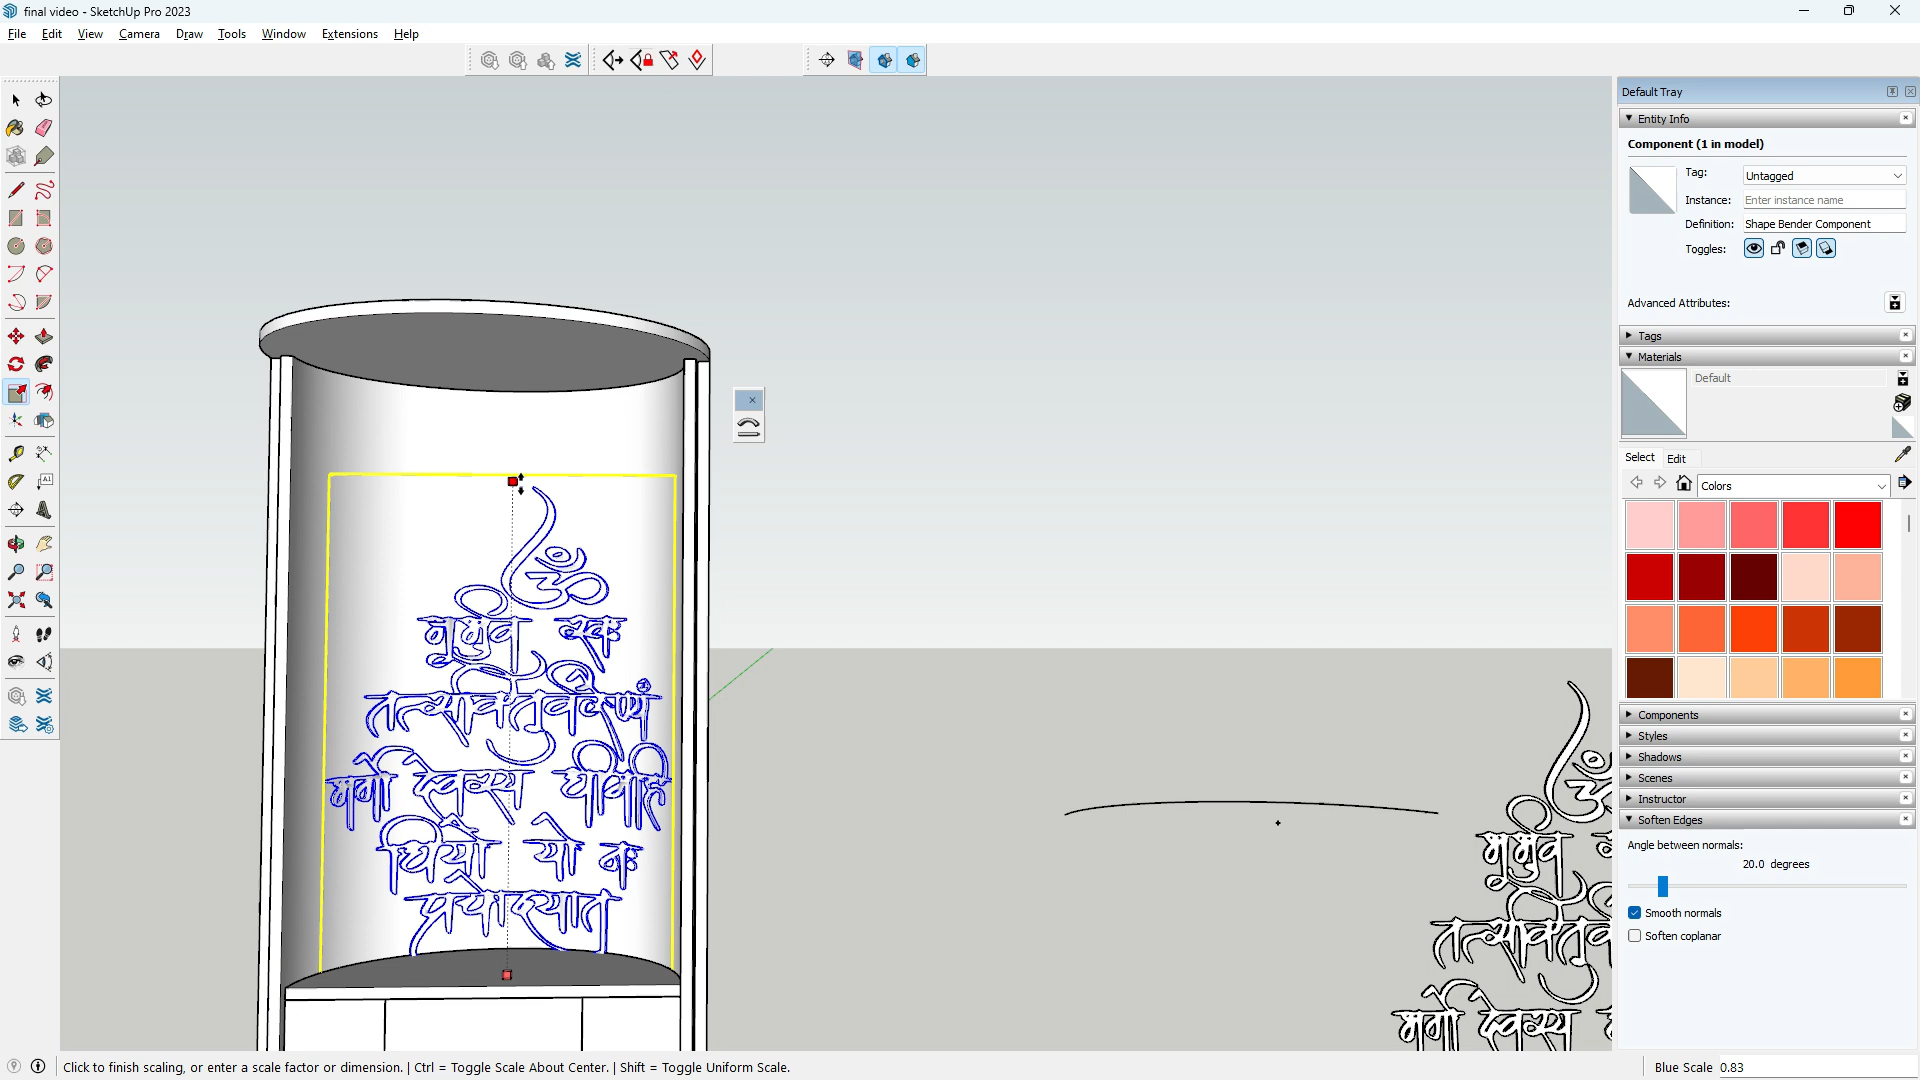 final video - SketchUp Pro 2023
File Edit View Camera Draw Tools Window Extensions Help
Default Tray
Entity Info
Component (1 in model)
Tag: Untagged
Instance: Enter instance name
Definition: Shape Bender Component
Toggles:
Advanced Attributes:
Tags
Materials
Default
Select Edit
Colors
Components
Styles
Shadows
Scenes
Instructor
Soften Edges
Angle between normals:
20.0 degrees
Smooth normals
Soften coplanar
A1
ॐ
भूर्भुव स्वः
तत्सवितुर्वरेण्यं
भर्गो देवस्य धीमहि
धियो यो नः
प्रचोदयात्
Click to finish scaling, or enter a scale factor or dimension. | Ctrl = Toggle Scale About Center. | Shift = Toggle Uniform Scale.
Blue Scale 0.83